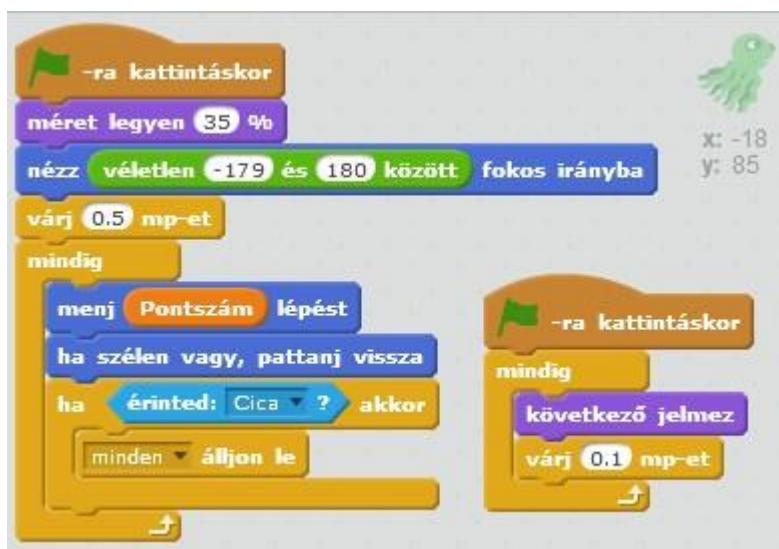 -ra kattintáskor
méret legyen 35 %
nézz véletlen -179 és 180 között fokos irányba
várj 0.5 mp-et
mindig
menj Pontszám lépést
ha szélen vagy, pattanj vissza
ha érinted: Cica ? akkor
minden álljon le
x: -18
y: 85
-ra kattintáskor
mindig
következő jelmez
várj 0.1 mp-et